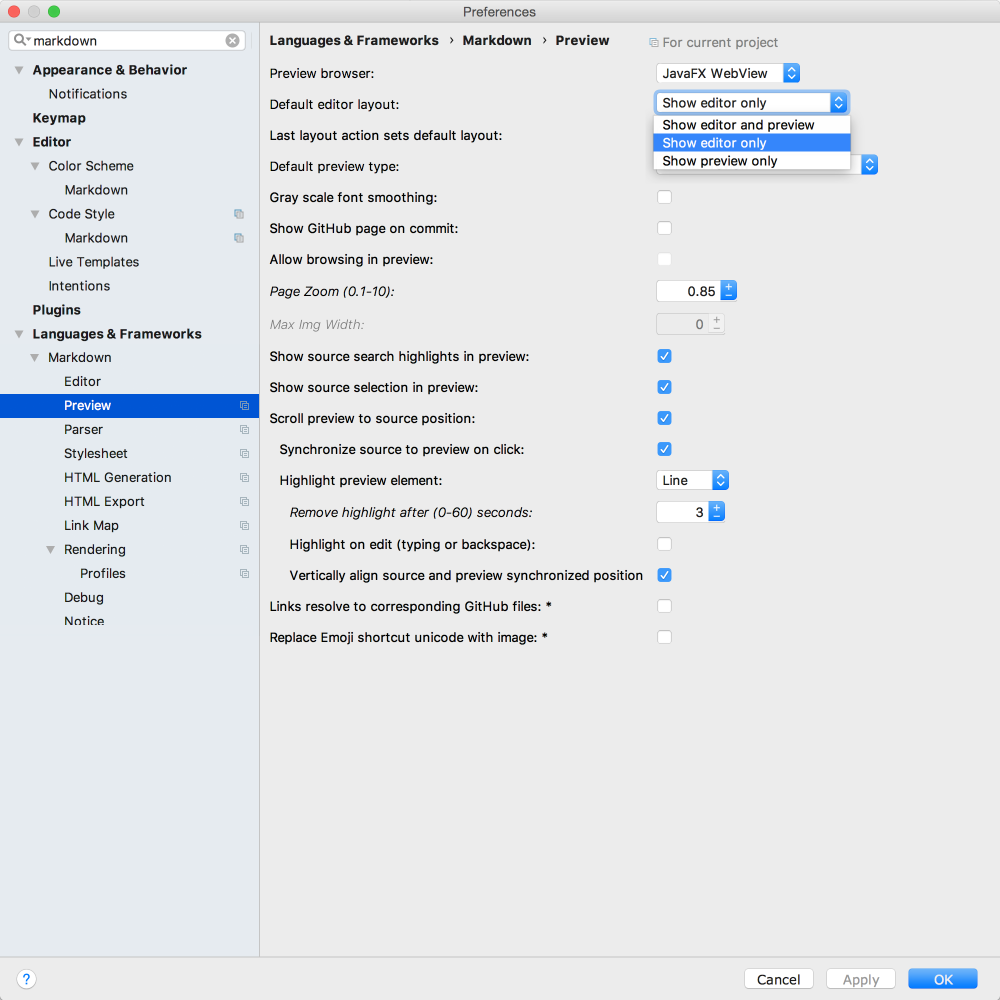 Preferences
markdown
Appearance & Behavior
Notifications
Keymap
Editor
Color Scheme
Markdown
Code Style
Markdown
Live Templates
Intentions
Plugins
Languages & Frameworks
Markdown
Editor
Preview
Parser
Stylesheet
HTML Generation
HTML Export
Link Map
Rendering
Profiles
Debug
Notice
Languages & Frameworks › Markdown › Preview For current project
Preview browser: JavaFX WebView
Default editor layout: Show editor only
Show editor and preview
Last layout action sets default layout: Show editor only
Default preview type: Show preview only
Gray scale font smoothing:
Show GitHub page on commit:
Allow browsing in preview:
Page Zoom (0.1-10): 0.85
Max Img Width: 0
Show source search highlights in preview:
Show source selection in preview:
Scroll preview to source position:
Synchronize source to preview on click:
Highlight preview element: Line
Remove highlight after (0-60) seconds: 3
Highlight on edit (typing or backspace):
Vertically align source and preview synchronized position
Links resolve to corresponding GitHub files: *
Replace Emoji shortcut unicode with image: *
? Cancel Apply OK